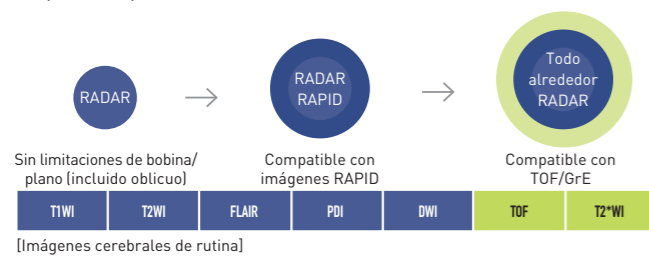 RADAR
RADAR
RAPID
Todo
alrededor
RADAR
Sin limitaciones de bobina/
plano (incluido oblicuo)
Compatible con
imágenes RAPID
Compatible con
TOF/GrE
T1WI
T2WI
FLAIR
PDI
DWI
TOF
T2*WI
[Imágenes cerebrales de rutina]